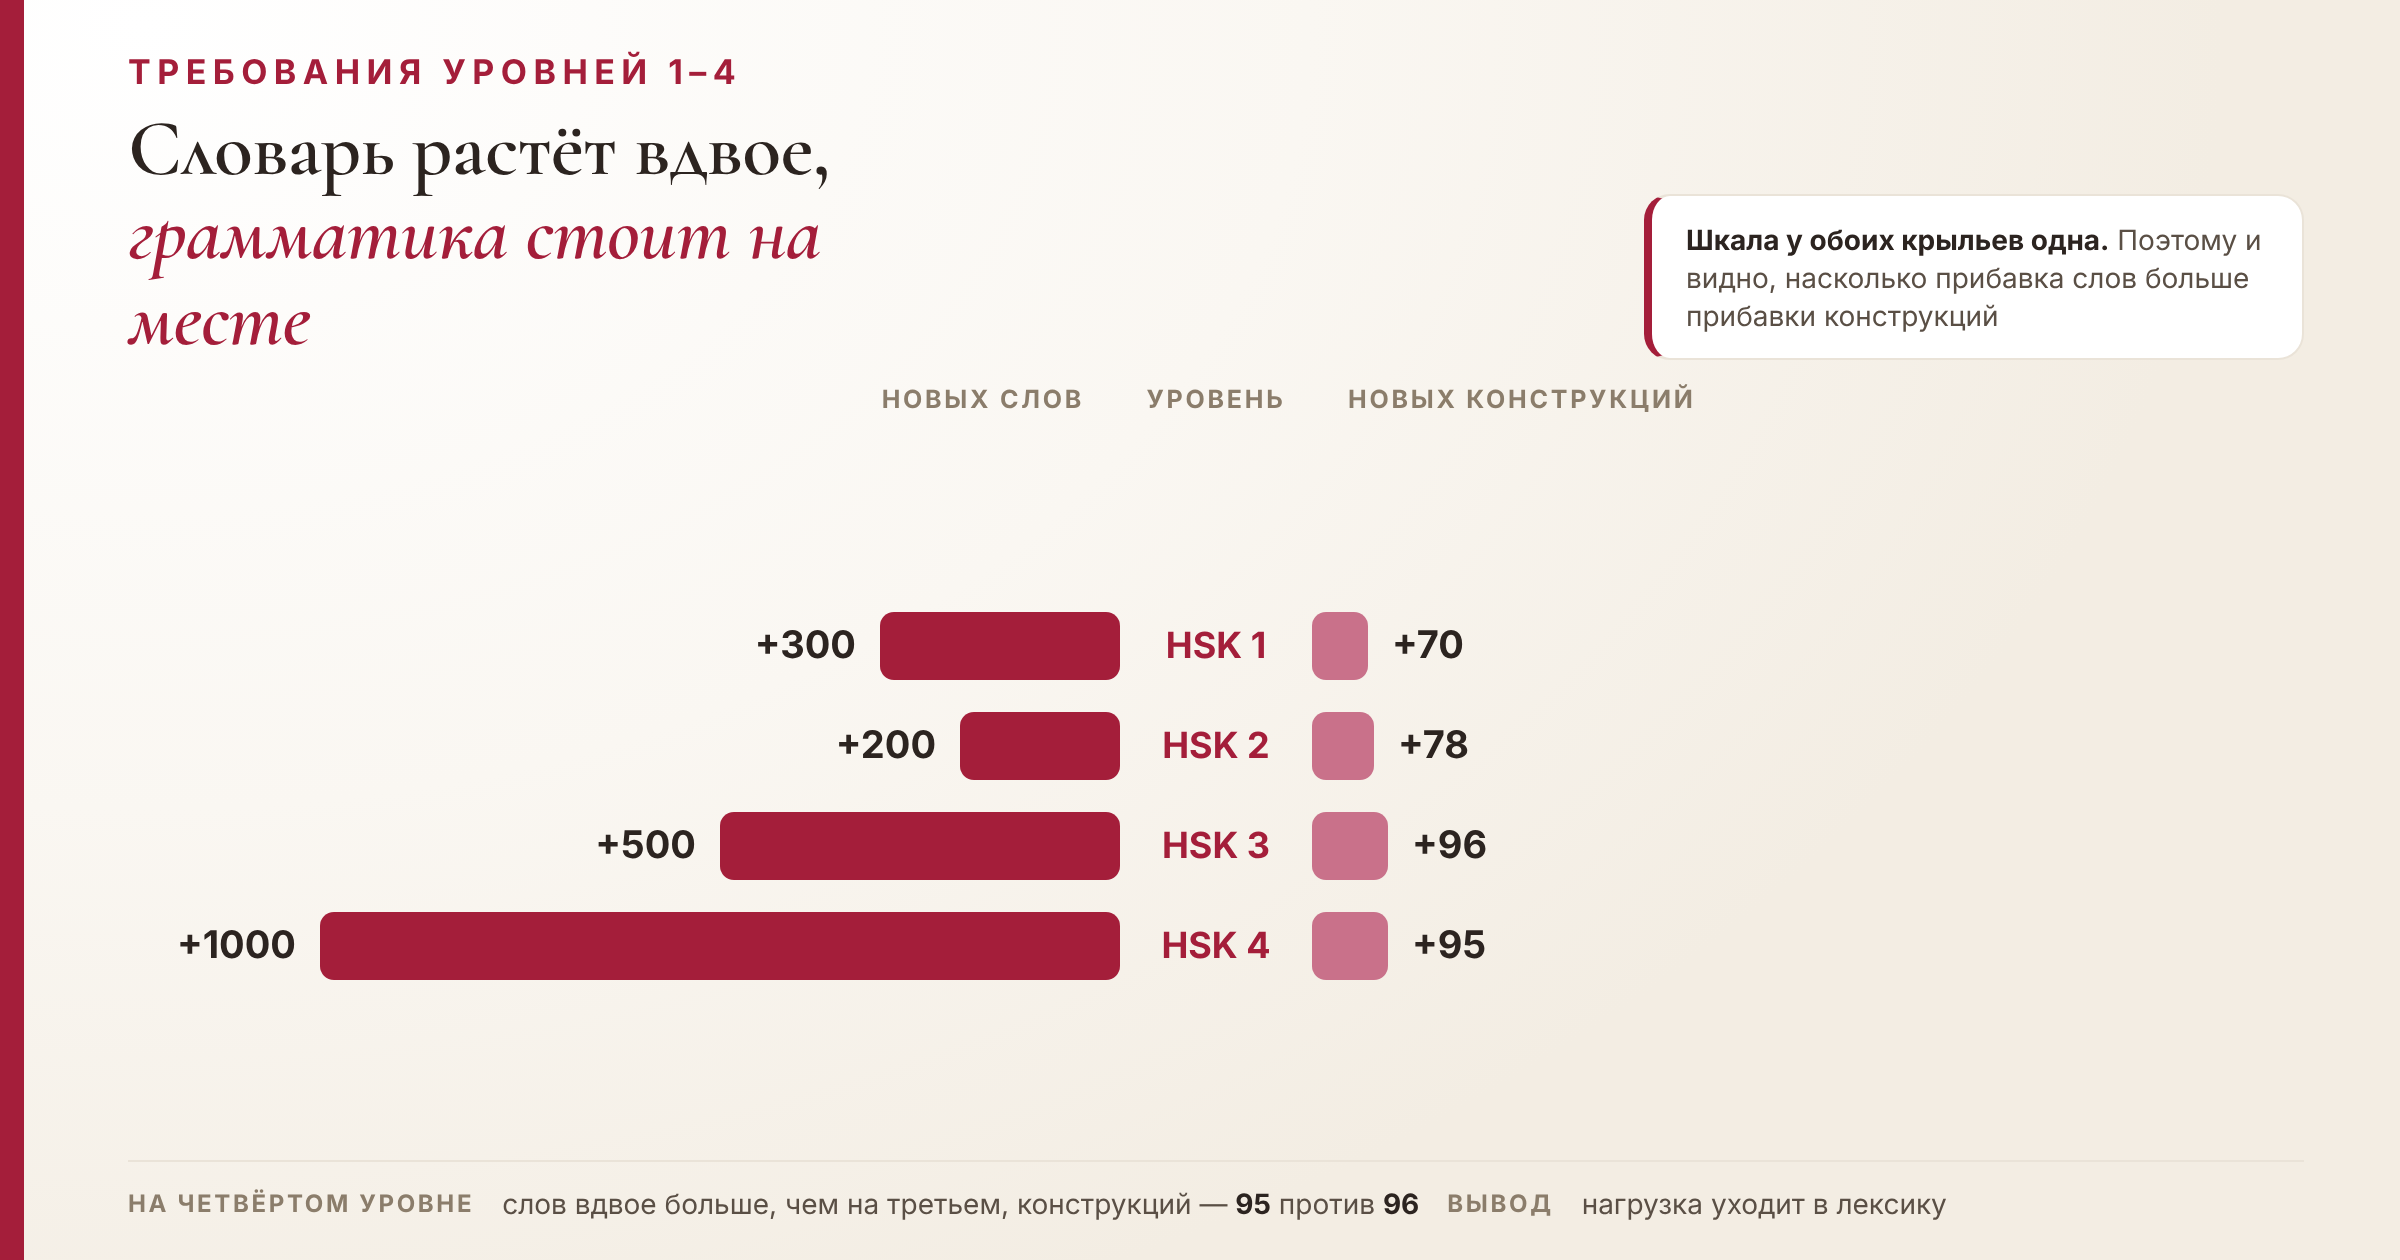 ТРЕБОВАНИЯ УРОВНЕЙ 1–4
Словарь растёт вдвое,
грамматика стоит на
месте
Шкала у обоих крыльев одна. Поэтому и
видно, насколько прибавка слов больше
прибавки конструкций
НОВЫХ СЛОВ УРОВЕНЬ НОВЫХ КОНСТРУКЦИЙ
+300 HSK 1 +70
+200 HSK 2 +78
+500 HSK 3 +96
+1000 HSK 4 +95
НА ЧЕТВЁРТОМ УРОВНЕ слов вдвое больше, чем на третьем, конструкций — 95 против 96 ВЫВОД нагрузка уходит в лексику